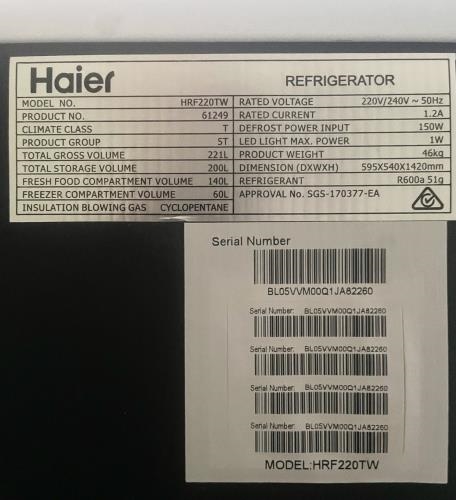 Haier REFRIGERATOR
MODEL NO. HRF220TW RATED VOLTAGE 220V/240V ~ 50Hz
PRODUCT NO. 61249 RATED CURRENT 1.2A
CLIMATE CLASS T DEFROST POWER INPUT 150W
PRODUCT GROUP 5T LED LIGHT MAX. POWER 1W
TOTAL GROSS VOLUME 221L PRODUCT WEIGHT 46kg
TOTAL STORAGE VOLUME 200L DIMENSION (DXWXH) 595X540X1420mm
FRESH FOOD COMPARTMENT VOLUME 140L REFRIGERANT R600a 51g
FREEZER COMPARTMENT VOLUME 60L APPROVAL No. SGS-170377-EA
INSULATION BLOWING GAS CYCLOPENTANE
Serial Number
BL05VVM00Q1JA82260
Serial Number: BL05VVM00Q1JA82260
Serial Number: BL05VVM00Q1JA82260
Serial Number: BL05VVM00Q1JA82260
Serial Number: BL05VVM00Q1JA82260
MODEL:HRF220TW